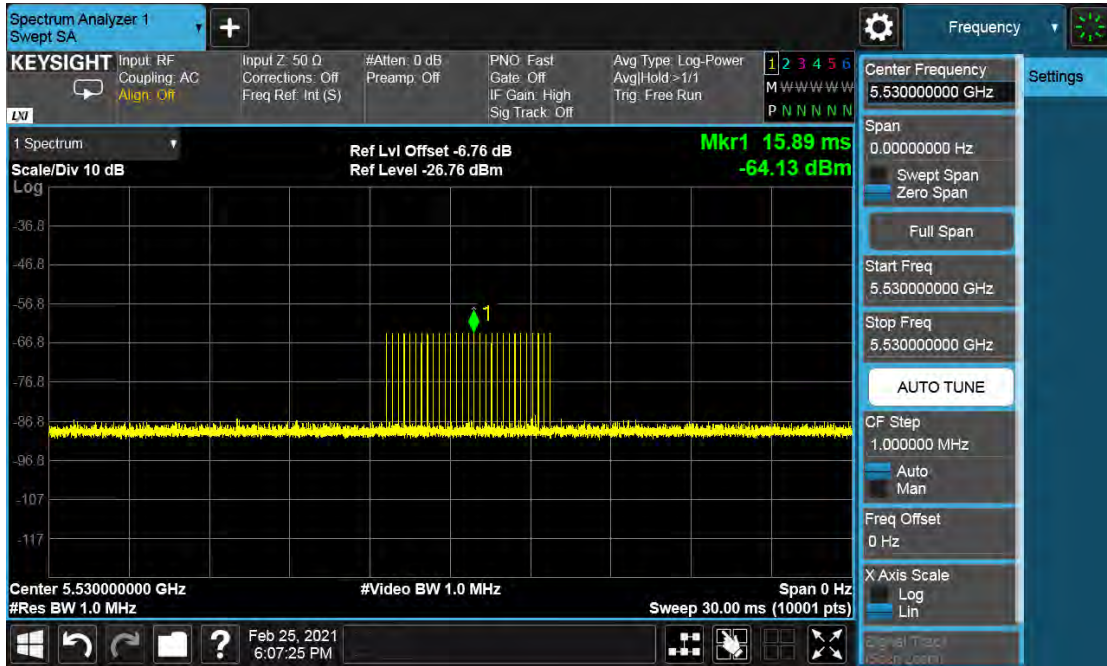 Spectrum Analyzer 1
Swept SA
+
Frequency
KEYSIGHT
Input: RF
Coupling: AC
Align: Off
Input Z: 50 Ω
Corrections: Off
Freq Ref: Int (S)
#Atten: 0 dB
Preamp: Off
PNO: Fast
Gate: Off
IF Gain: High
Sig Track: Off
Avg Type: Log-Power
Avg|Hold >1/1
Trig: Free Run
1 2 3 4 5 6
M W W W W W
P N N N N N
LXI
1 Spectrum
Scale/Div 10 dB
Ref Lvl Offset -6.76 dB
Ref Level -26.76 dBm
Mkr1 15.89 ms
-64.13 dBm
Log
-36.8
-46.8
-56.8
-66.8
-76.8
-86.8
-96.8
-107
-117
1
Center 5.530000000 GHz
#Res BW 1.0 MHz
#Video BW 1.0 MHz
Span 0 Hz
Sweep 30.00 ms (10001 pts)
Center Frequency
5.530000000 GHz
Settings
Span
0.00000000 Hz
Swept Span
Zero Span
Full Span
Start Freq
5.530000000 GHz
Stop Freq
5.530000000 GHz
AUTO TUNE
CF Step
1.000000 MHz
Auto
Man
Freq Offset
0 Hz
X Axis Scale
Log
Lin
Signal Track
(Span Zoom)
?
Feb 25, 2021
6:07:25 PM